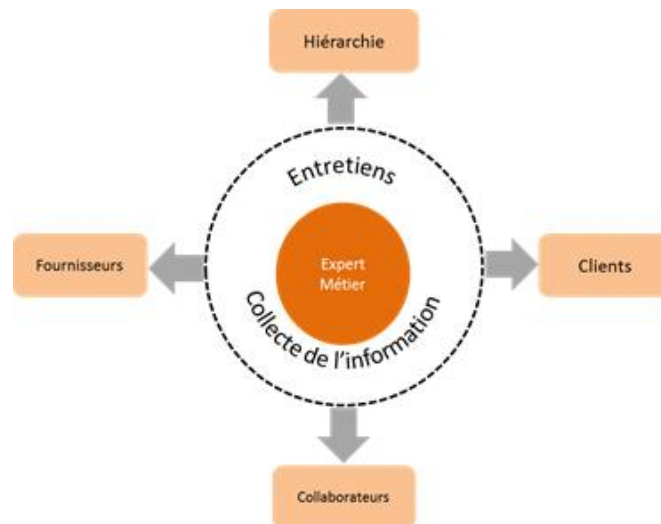 Hiérarchie
Entretiens
Fournisseurs
Expert
Métier
Clients
Collecte de l'information
Collaborateurs